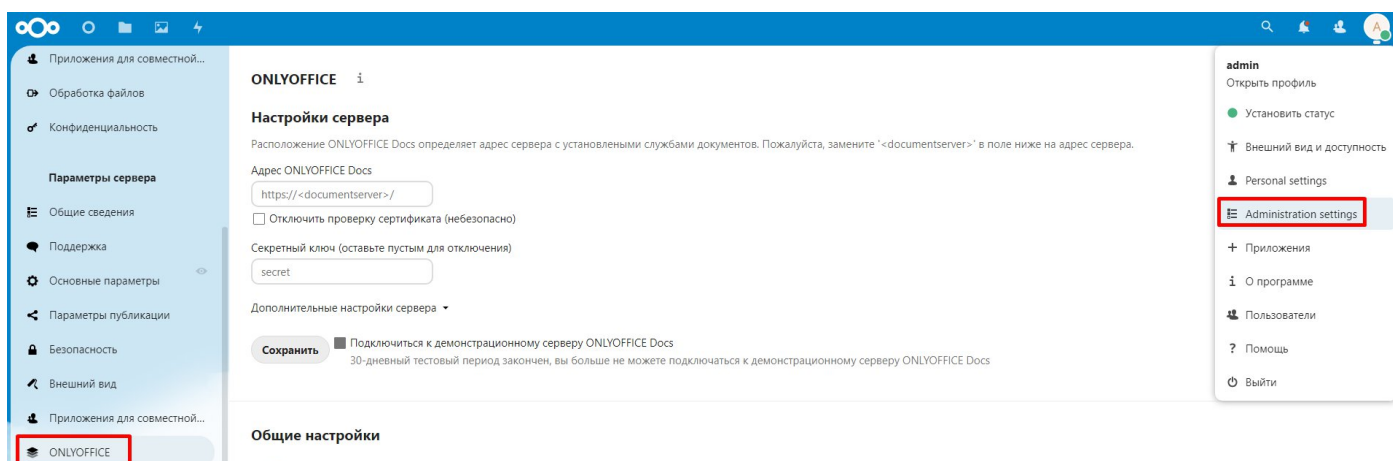 A
Приложения для совместной...
Обработка файлов
Конфиденциальность
Параметры сервера
Общие сведения
Поддержка
Основные параметры
Параметры публикации
Безопасность
Внешний вид
Приложения для совместной...
ONLYOFFICE
ONLYOFFICE i
Настройки сервера
Расположение ONLYOFFICE Docs определяет адрес сервера с установлеными службами документов. Пожалуйста, замените '<documentserver>' в поле ниже на адрес сервера.
Адрес ONLYOFFICE Docs
https://<documentserver>/
Отключить проверку сертификата (небезопасно)
Секретный ключ (оставьте пустым для отключения)
secret
Дополнительные настройки сервера
Сохранить
Подключиться к демонстрационному серверу ONLYOFFICE Docs
30-дневный тестовый период закончен, вы больше не можете подключаться к демонстрационному серверу ONLYOFFICE Docs
Общие настройки
admin
Открыть профиль
Установить статус
Внешний вид и доступность
Personal settings
Administration settings
Приложения
i О программе
Пользователи
? Помощь
Выйти